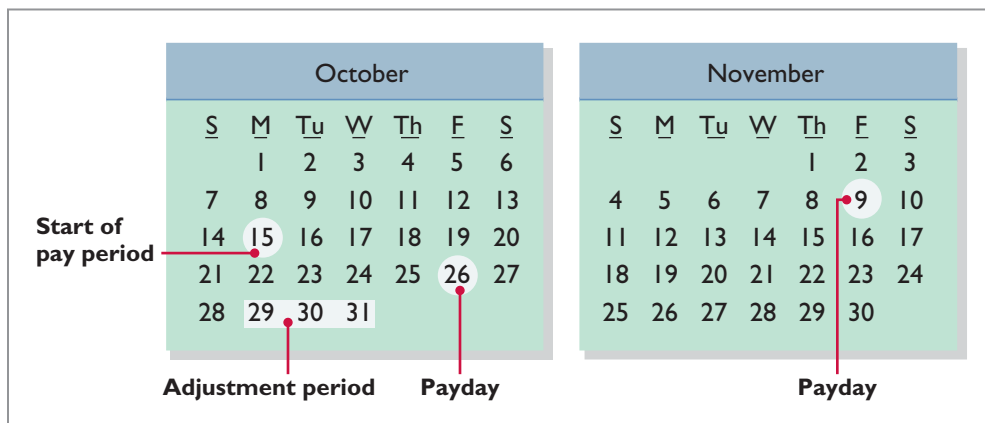 October
S M Tu W Th F S
1 2 3 4 5 6
7 8 9 10 11 12 13
14 15 16 17 18 19 20
21 22 23 24 25 26 27
28 29 30 31
November
S M Tu W Th F S
1 2 3
4 5 6 7 8 9 10
11 12 13 14 15 16 17
18 19 20 21 22 23 24
25 26 27 28 29 30
Start of
pay period
Adjustment period
Payday
Payday